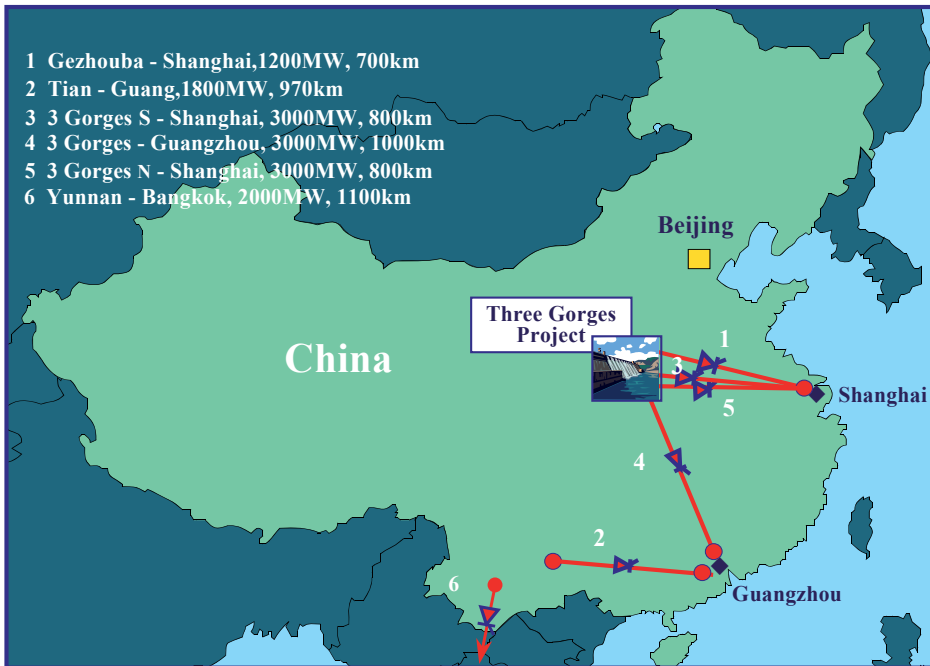 1 Gezhouba - Shanghai,1200MW, 700km
2 Tian - Guang,1800MW, 970km
3 3 Gorges S - Shanghai, 3000MW, 800km
4 3 Gorges - Guangzhou, 3000MW, 1000km
5 3 Gorges N - Shanghai, 3000MW, 800km
6 Yunnan - Bangkok, 2000MW, 1100km
Beijing
Three Gorges
Project
China
1
3
5
Shanghai
4
2
6
Guangzhou